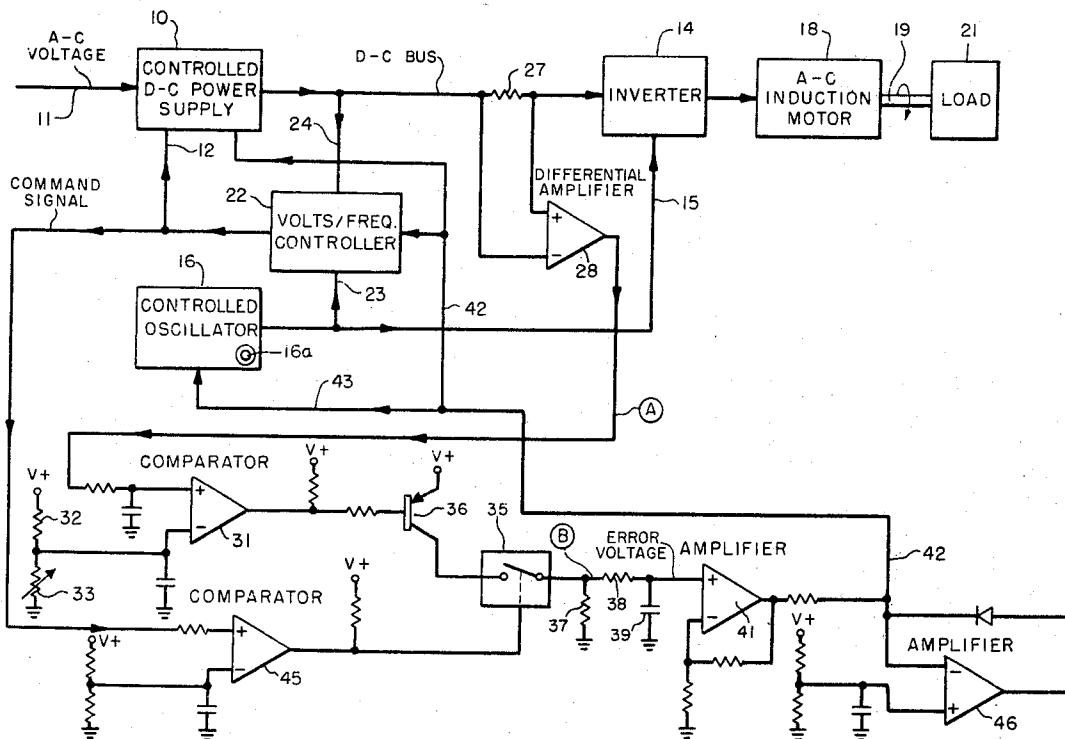 A-C
VOLTAGE
11
10
CONTROLLED
D-C POWER
SUPPLY
12
D-C BUS
24
27
14
INVERTER
15
18
A-C
INDUCTION
MOTOR
19
21
LOAD
COMMAND
SIGNAL
22
VOLTS/FREQ.
CONTROLLER
23
42
DIFFERENTIAL
AMPLIFIER
+
−
28
16
CONTROLLED
OSCILLATOR
16a
43
A
COMPARATOR
V+
32
33
+
−
31
V+
V+
36
35
B
ERROR
VOLTAGE
37
38
39
AMPLIFIER
+
−
41
42
COMPARATOR
V+
+
−
45
V+
V+
AMPLIFIER
−
+
46